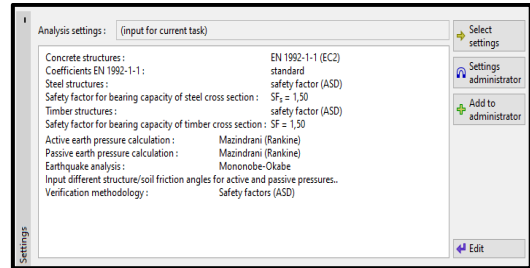 Analysis settings : (input for current task)
Concrete structures : EN 1992-1-1 (EC2)
Coefficients EN 1992-1-1 : standard
Steel structures : safety factor (ASD)
Safety factor for bearing capacity of steel cross section : SFs = 1,50
Timber structures : safety factor (ASD)
Safety factor for bearing capacity of timber cross section : SF = 1,50
Active earth pressure calculation : Mazindrani (Rankine)
Passive earth pressure calculation : Mazindrani (Rankine)
Earthquake analysis : Mononobe-Okabe
Input different structure/soil friction angles for active and passive pressures..
Verification methodology : Safety factors (ASD)
Select
settings
Settings
administrator
Add to
administrator
Edit
Settings